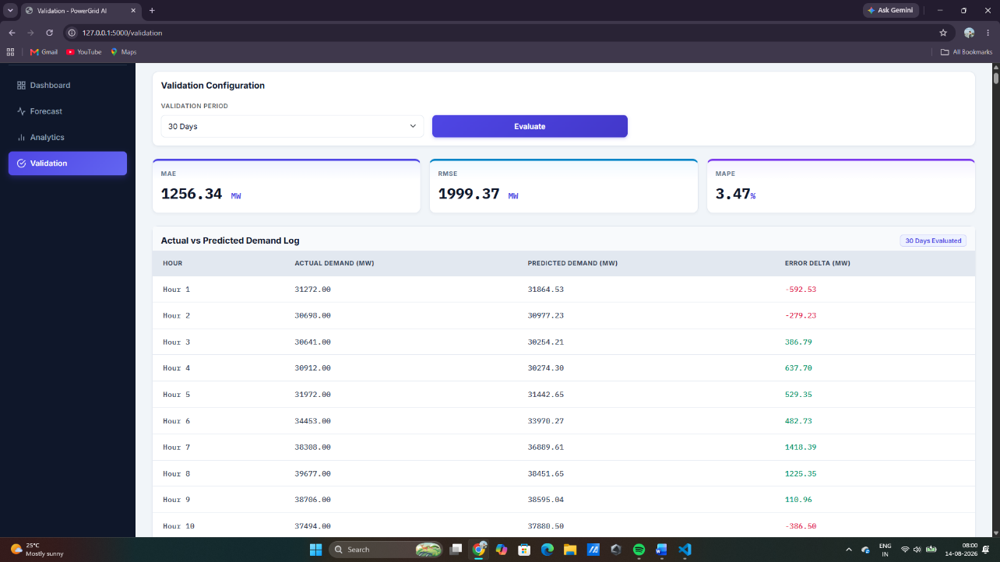 Validation - PowerGrid AI
Ask Gemini
127.0.0.1:5000/validation
Gmail
YouTube
Maps
All Bookmarks
Dashboard
Forecast
Analytics
Validation
Validation Configuration
VALIDATION PERIOD
30 Days
Evaluate
MAE
1256.34 MW
RMSE
1999.37 MW
MAPE
3.47%
Actual vs Predicted Demand Log
30 Days Evaluated
HOUR ACTUAL DEMAND (MW) PREDICTED DEMAND (MW) ERROR DELTA (MW)
Hour 1 31272.00 31864.53 -592.53
Hour 2 30698.00 30977.23 -279.23
Hour 3 30641.00 30254.21 386.79
Hour 4 30912.00 30274.30 637.70
Hour 5 31972.00 31442.65 529.35
Hour 6 34453.00 33970.27 482.73
Hour 7 38308.00 36889.61 1418.39
Hour 8 39677.00 38451.65 1225.35
Hour 9 38706.00 38595.04 110.96
Hour 10 37494.00 37880.50 -386.50
25°C
Mostly sunny
Search
ENG
IN
08:00
14-08-2026